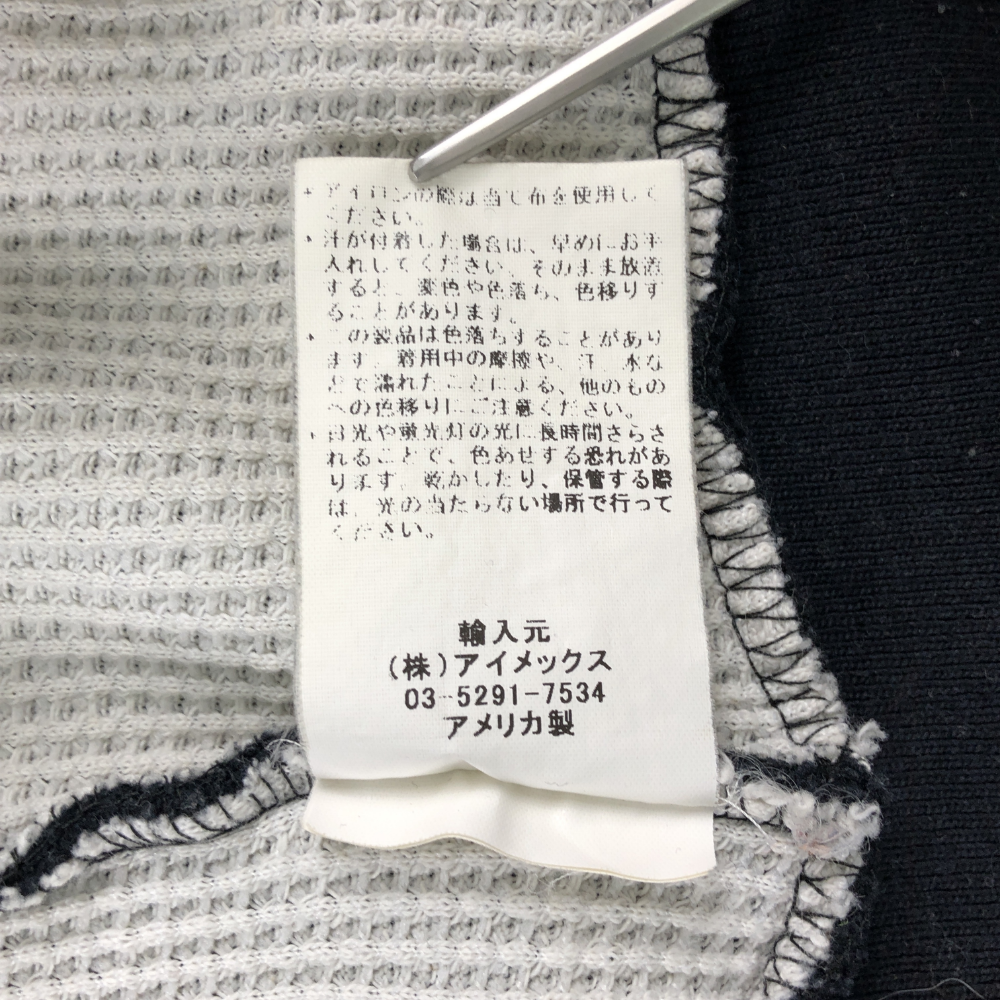 ・アイロンの際は当て布を使用して
ください。
・汗が付着した場合は、早めにお手
入れしてください。そのまま放置
すると、変色や色落ち、色移りす
ることがあります。
・この製品は色落ちすることがあり
ます。着用中の摩擦や、汗、水な
どで濡れたことによる、他のもの
への色移りにご注意ください。
・日光や蛍光灯の光に長時間さらさ
れることで、色あせする恐れがあ
ります。乾かしたり、保管する際
は、光の当たらない場所で行って
ください。
輸入元
(株)アイメックス
03-5291-7534
アメリカ製